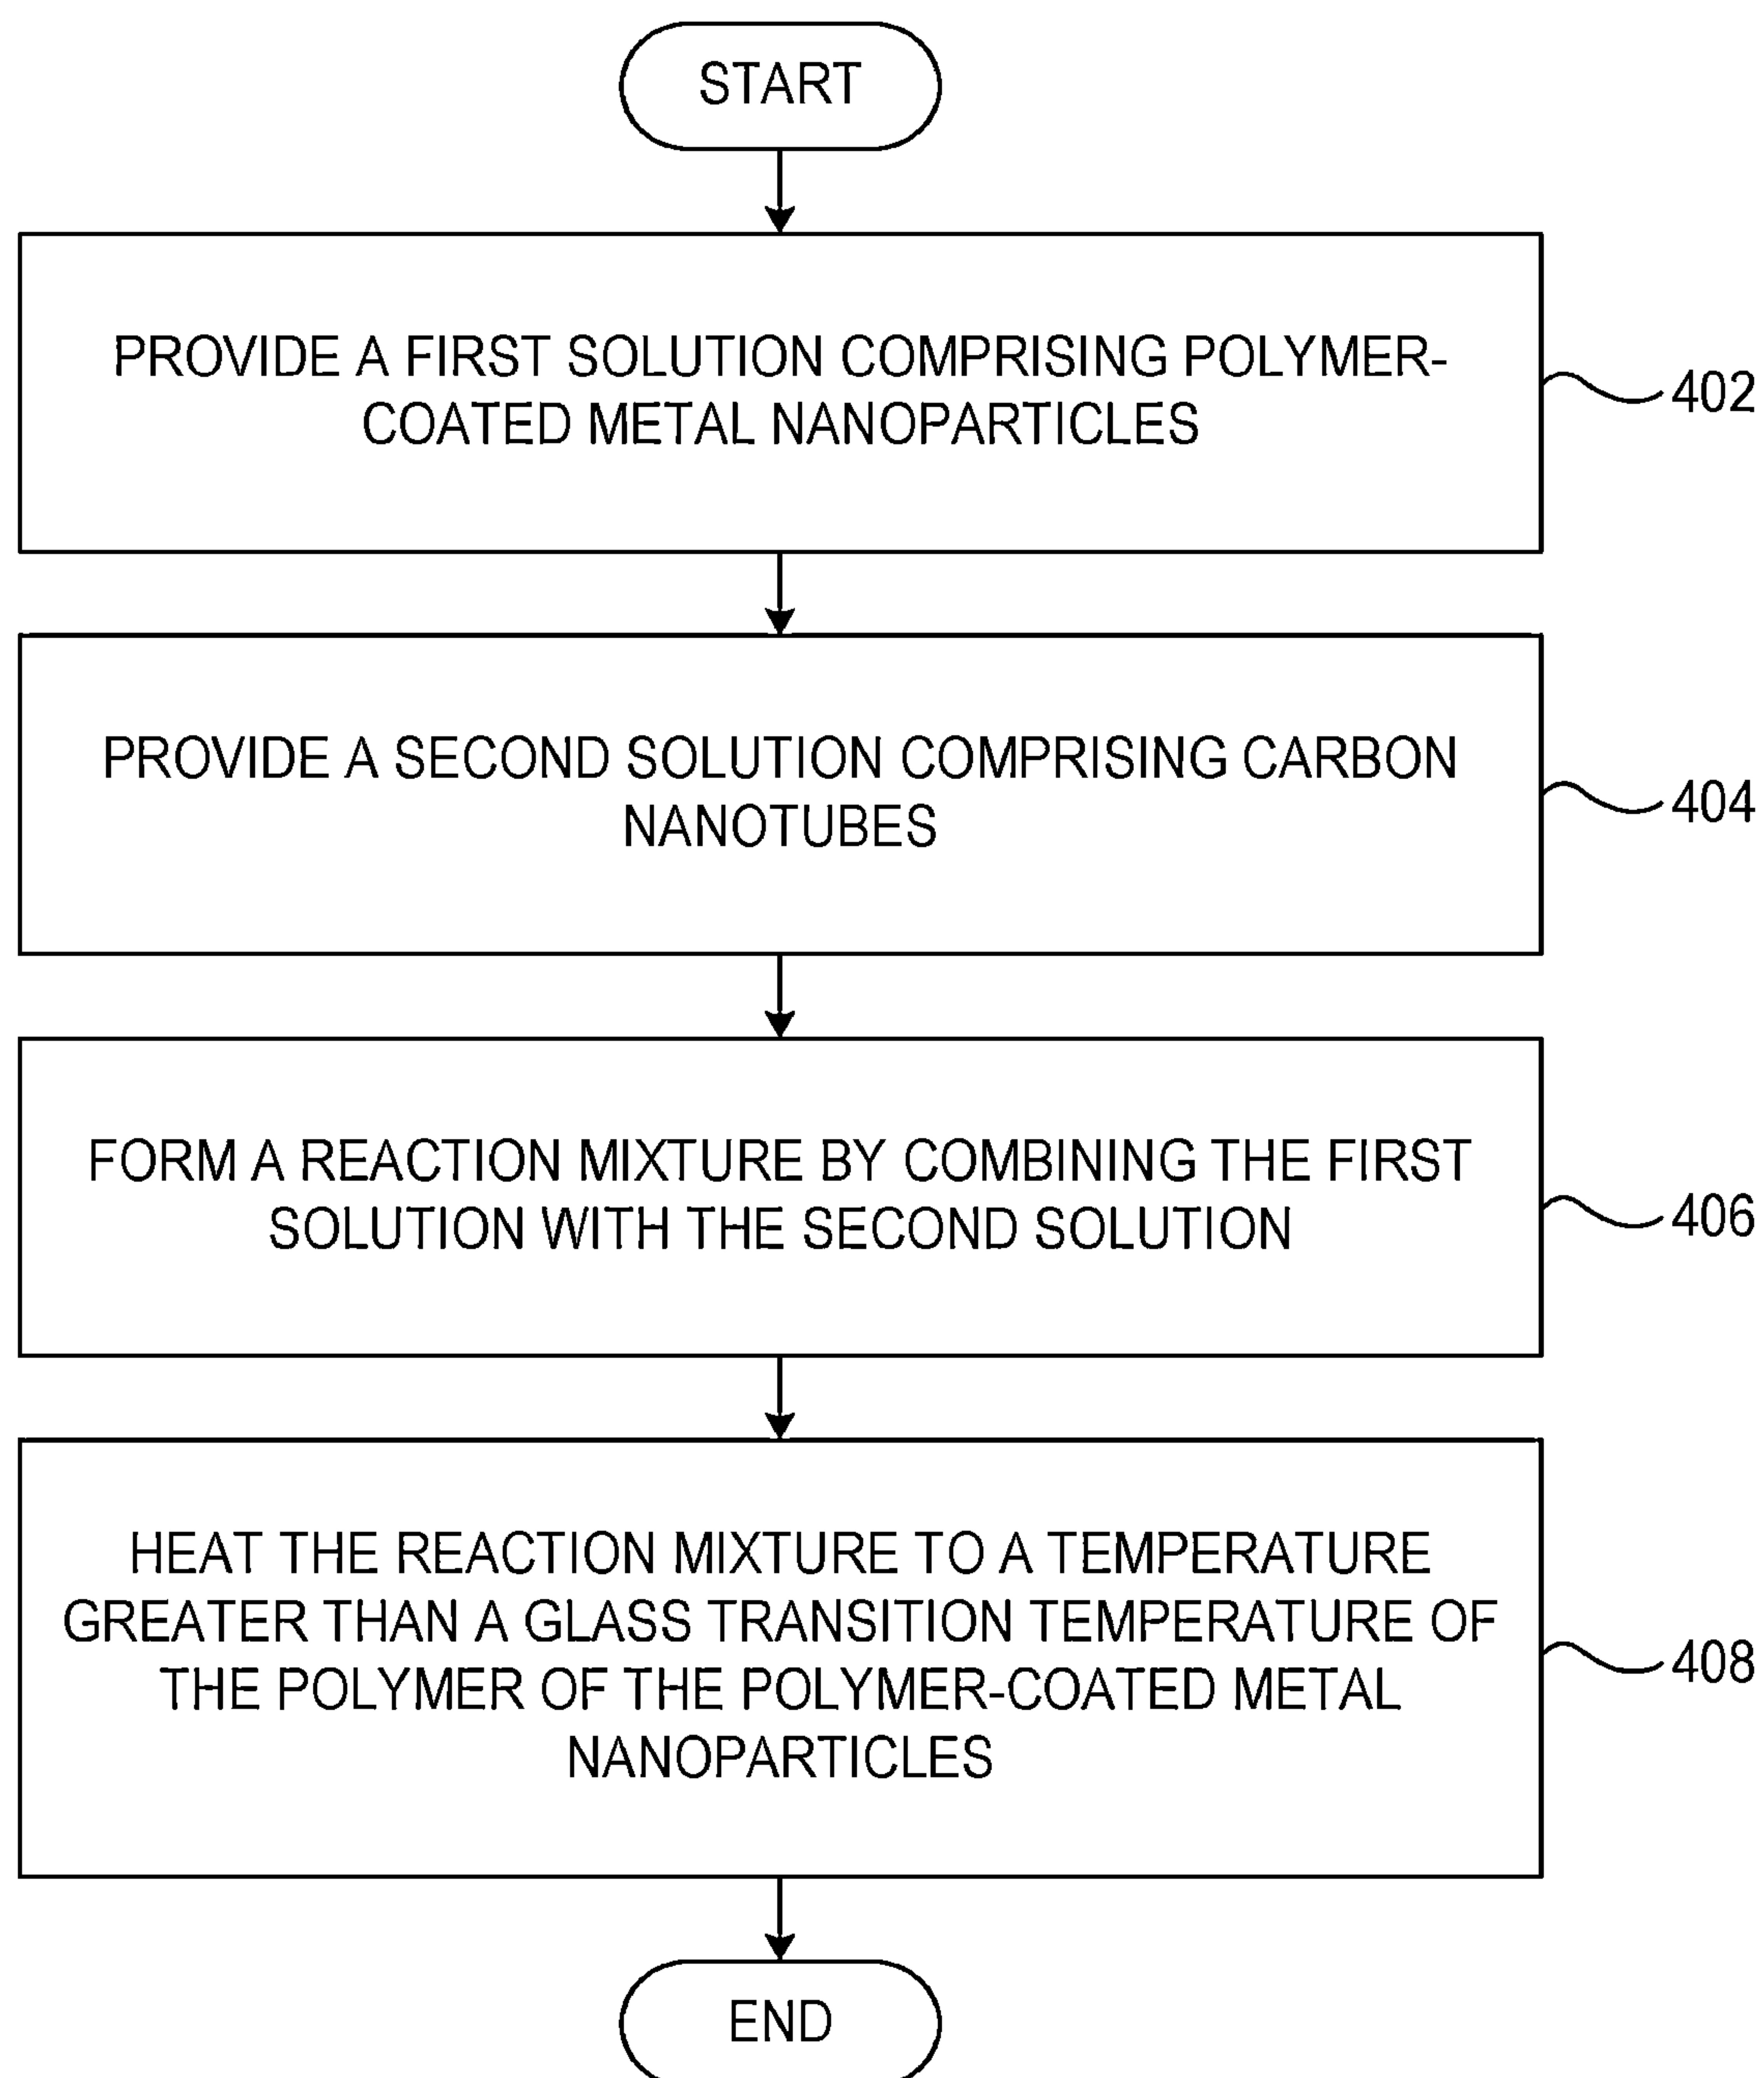 START
PROVIDE A FIRST SOLUTION COMPRISING POLYMER-
COATED METAL NANOPARTICLES
402
PROVIDE A SECOND SOLUTION COMPRISING CARBON
NANOTUBES
404
FORM A REACTION MIXTURE BY COMBINING THE FIRST
SOLUTION WITH THE SECOND SOLUTION
406
HEAT THE REACTION MIXTURE TO A TEMPERATURE
GREATER THAN A GLASS TRANSITION TEMPERATURE OF
THE POLYMER OF THE POLYMER-COATED METAL
NANOPARTICLES
408
END